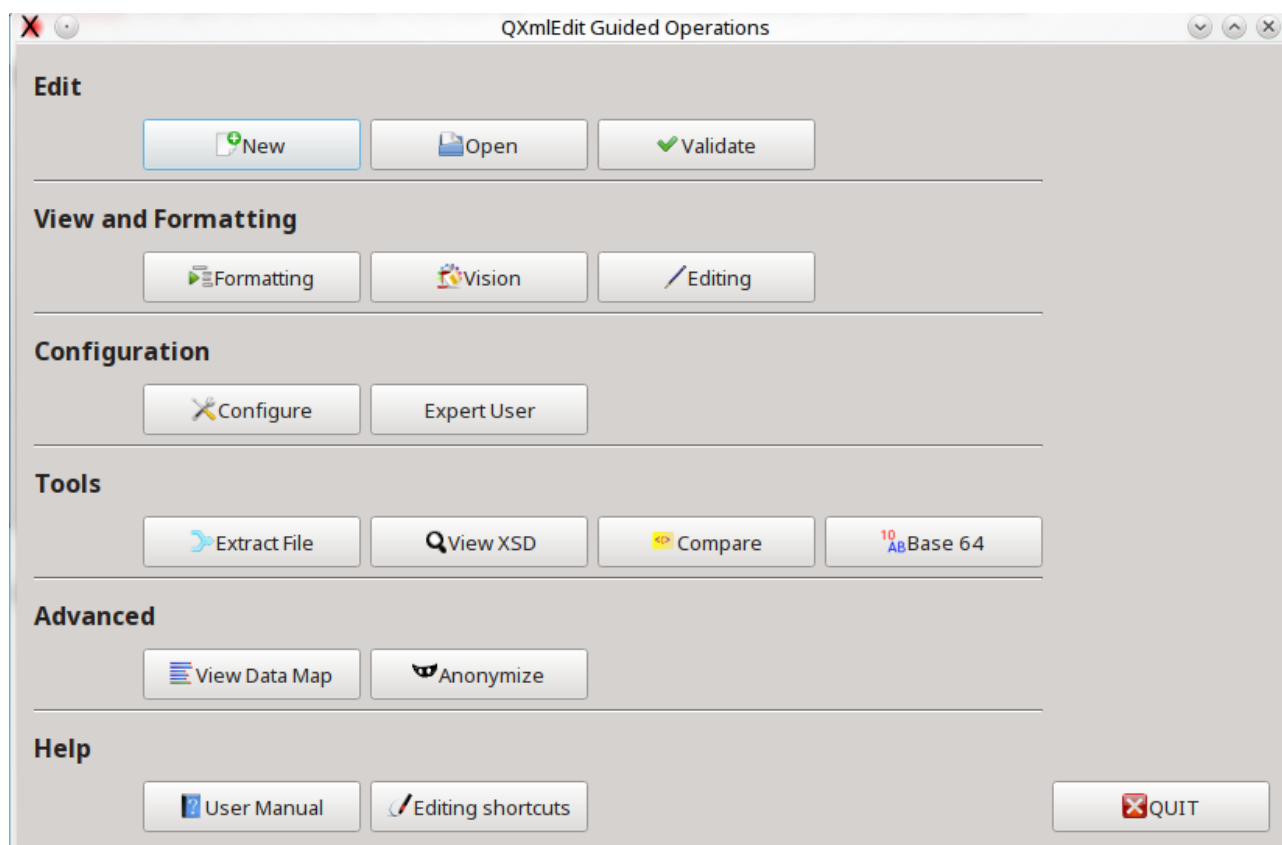 QXmlEdit Guided Operations
Edit
New Open Validate
View and Formatting
Formatting Vision Editing
Configuration
Configure Expert User
Tools
Extract File View XSD Compare 10 AB Base 64
Advanced
View Data Map Anonymize
Help
User Manual Editing shortcuts QUIT